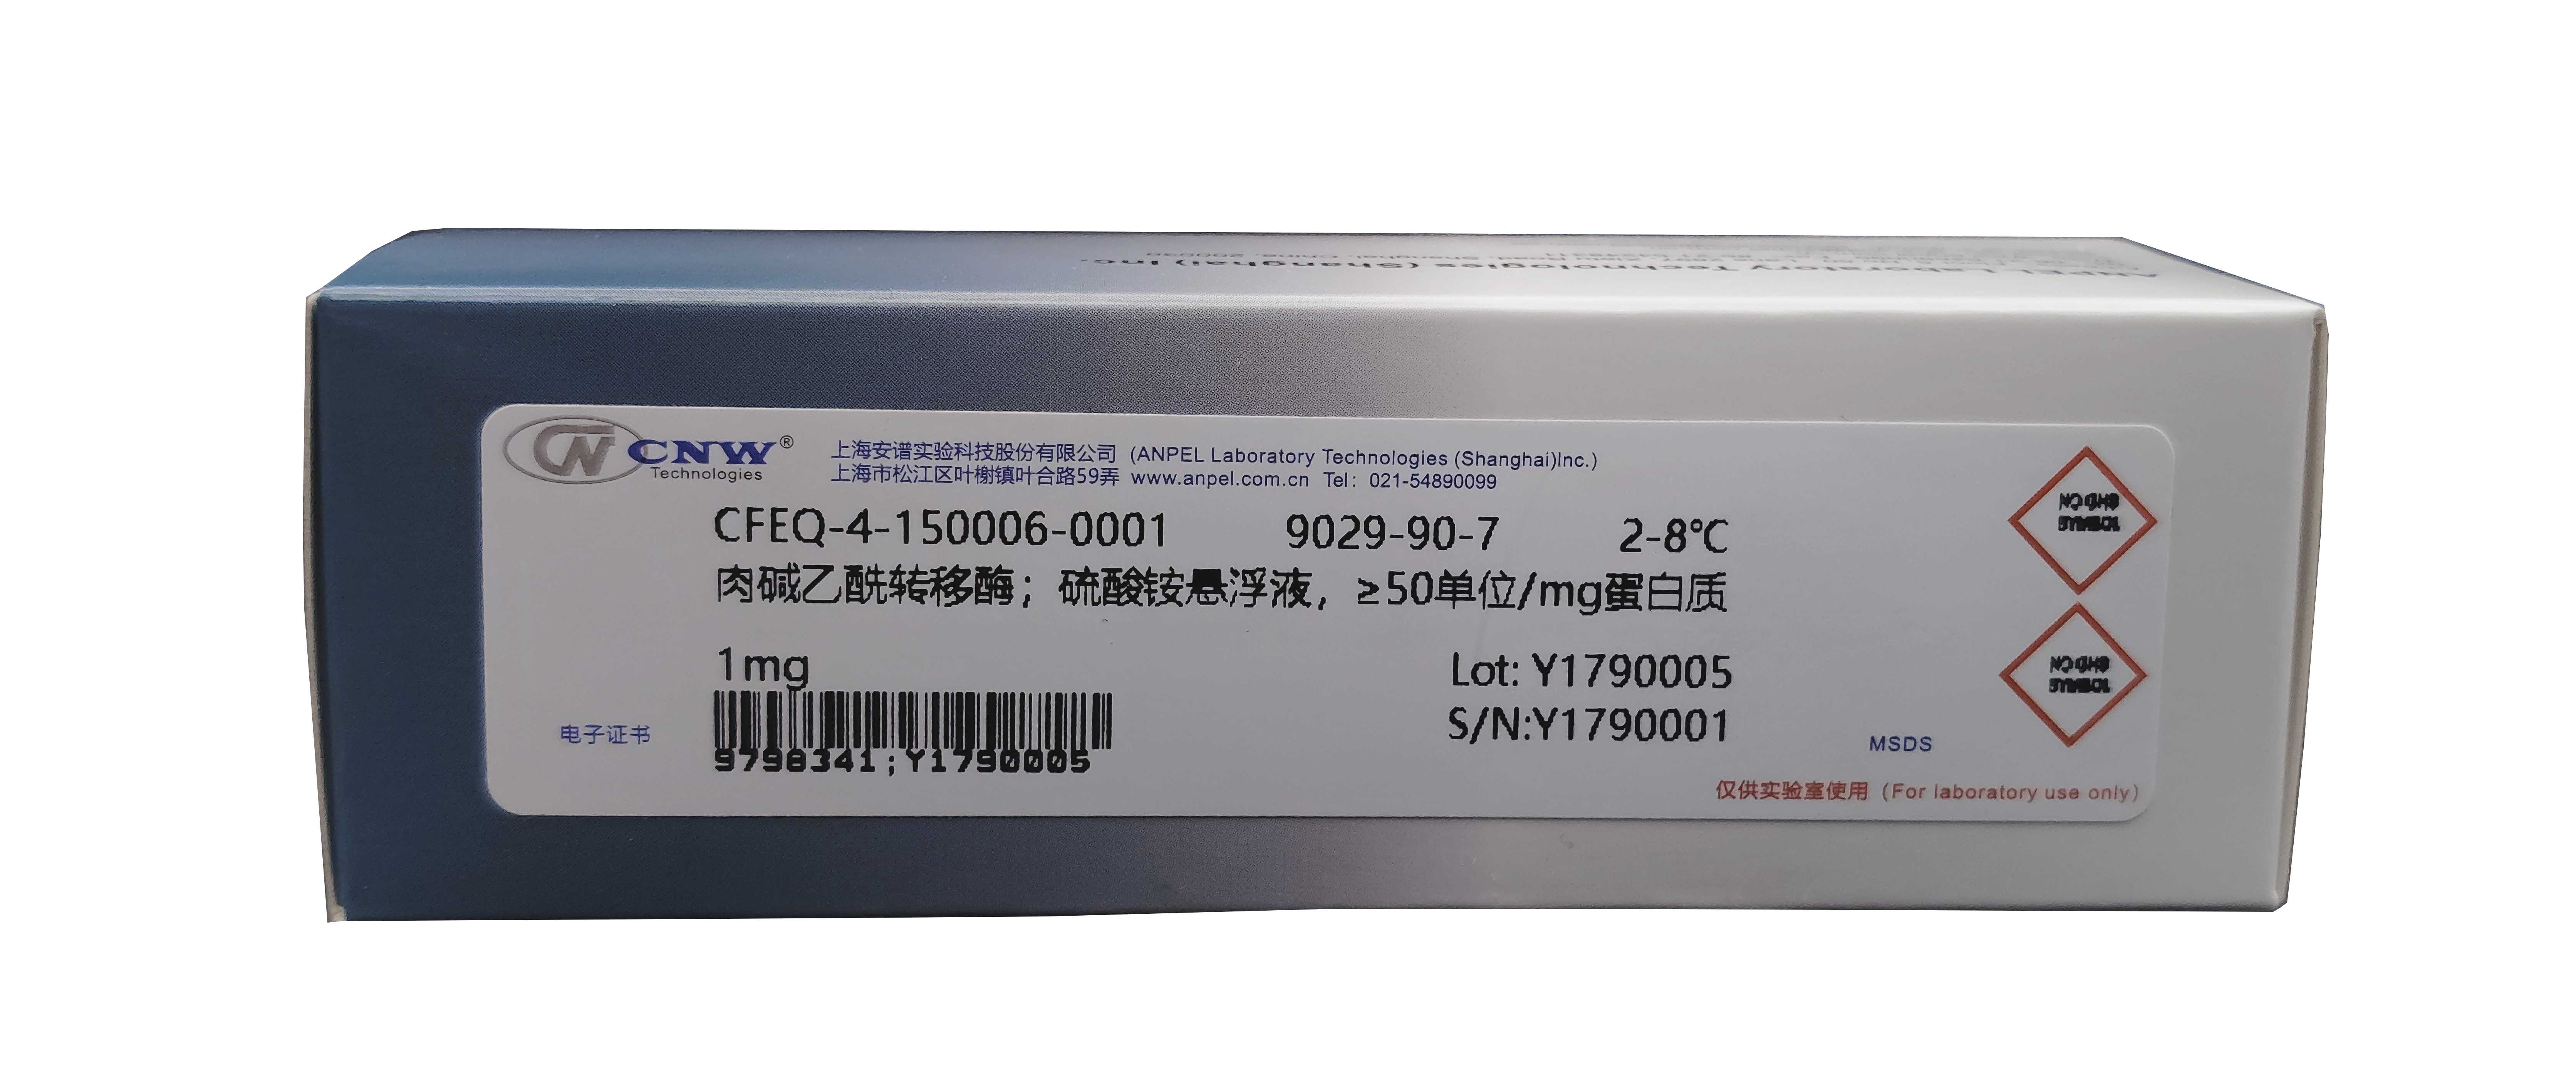 ANPEL Laboratory Technologies (Shanghai) Inc.
CNW®
Technologies
上海安谱实验科技股份有限公司 (ANPEL Laboratory Technologies (Shanghai)Inc.)
上海市松江区叶榭镇叶合路59弄 www.anpel.com.cn Tel: 021-54890099
CFEQ-4-150006-0001 9029-90-7 2-8℃
肉碱乙酰转移酶；硫酸铵悬浮液，≥50单位/mg蛋白质
1mg
Lot: Y1790005
S/N:Y1790001
9798341;Y1790005
电子证书
MSDS
仅供实验室使用 (For laboratory use only)